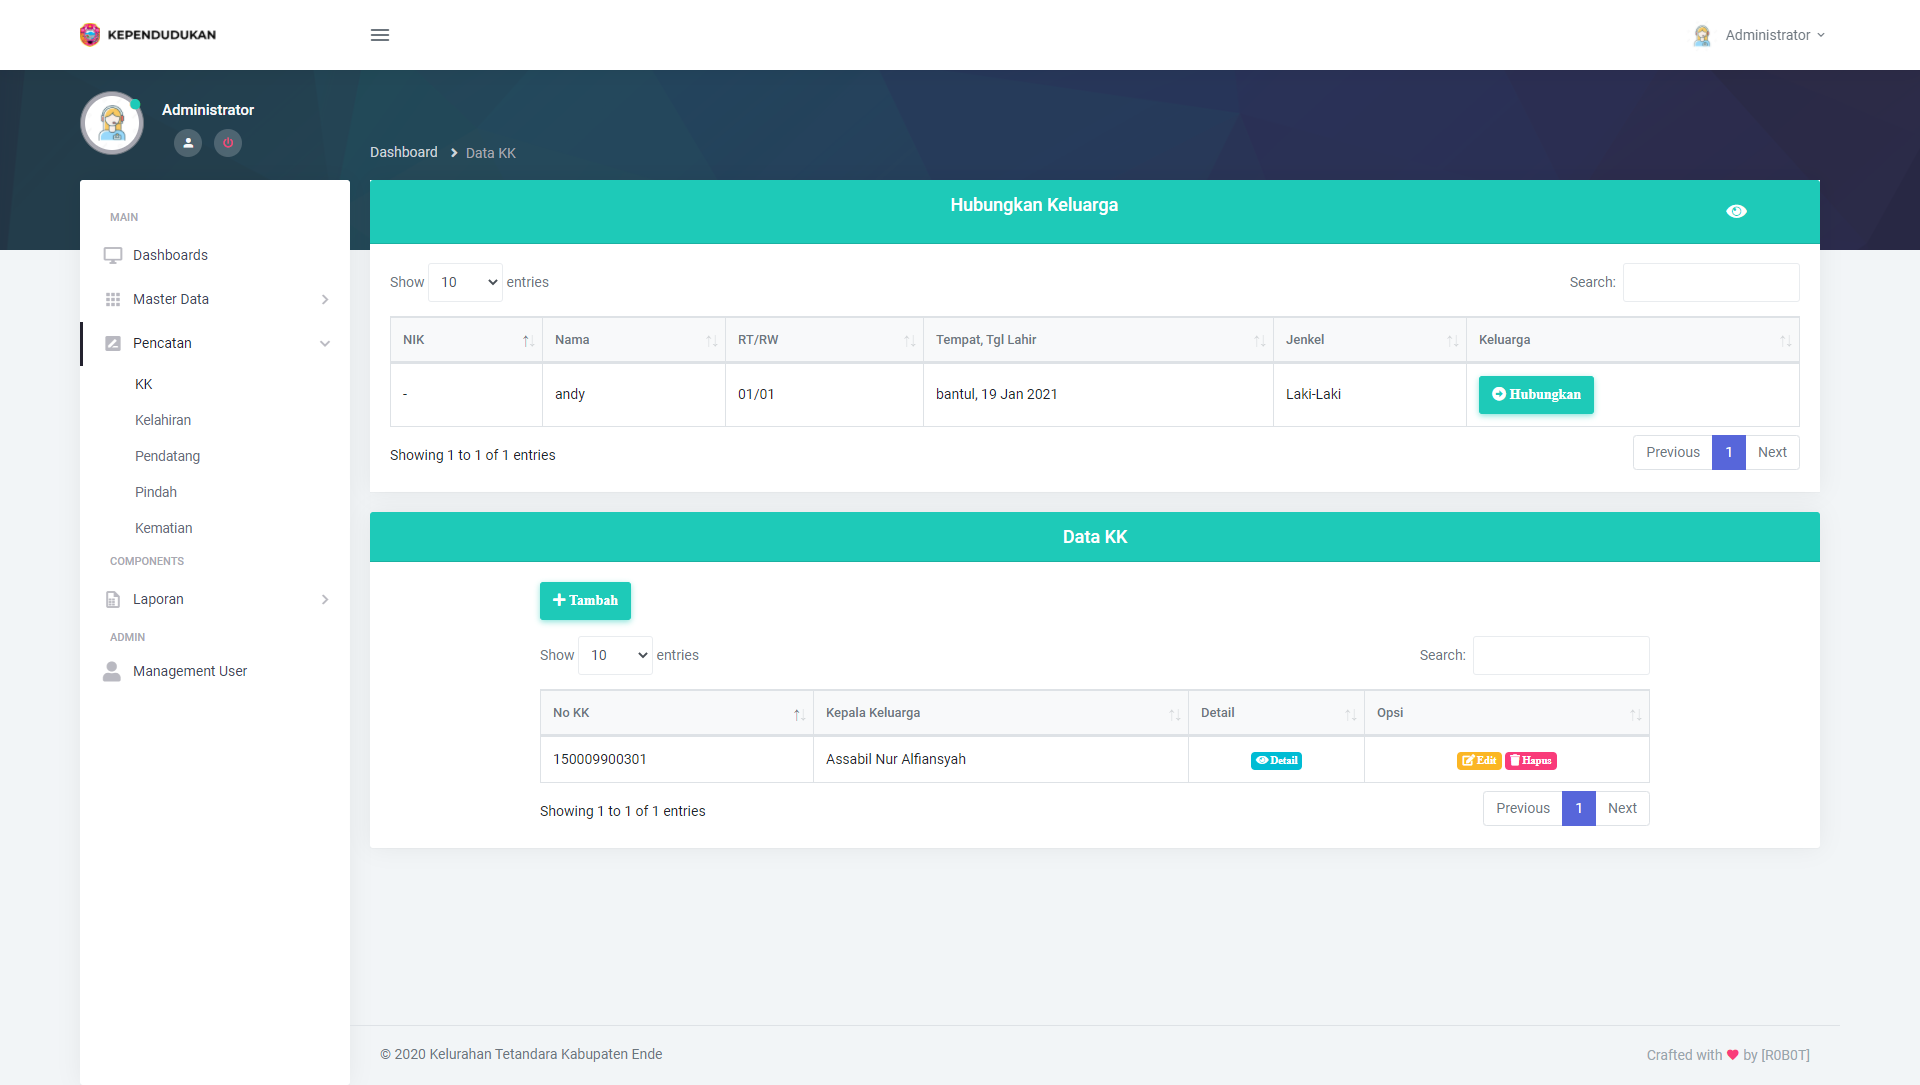 KEPENDUDUKAN
Administrator
Administrator
Dashboard
Data KK
MAIN
Dashboards
Master Data
Pencatan
KK
Kelahiran
Pendatang
Pindah
Kematian
COMPONENTS
Laporan
ADMIN
Management User
Hubungkan Keluarga
Show 10 entries
Search:
NIK Nama RT/RW Tempat, Tgl Lahir Jenkel Keluarga
- andy 01/01 bantul, 19 Jan 2021 Laki-Laki Hubungkan
Showing 1 to 1 of 1 entries
Previous 1 Next
Data KK
Tambah
Show 10 entries
Search:
No KK Kepala Keluarga Detail Opsi
150009900301 Assabil Nur Alfiansyah Detail Edit Hapus
Showing 1 to 1 of 1 entries
Previous 1 Next
© 2020 Kelurahan Tetandara Kabupaten Ende
Crafted with ♥ by [R0B0T]